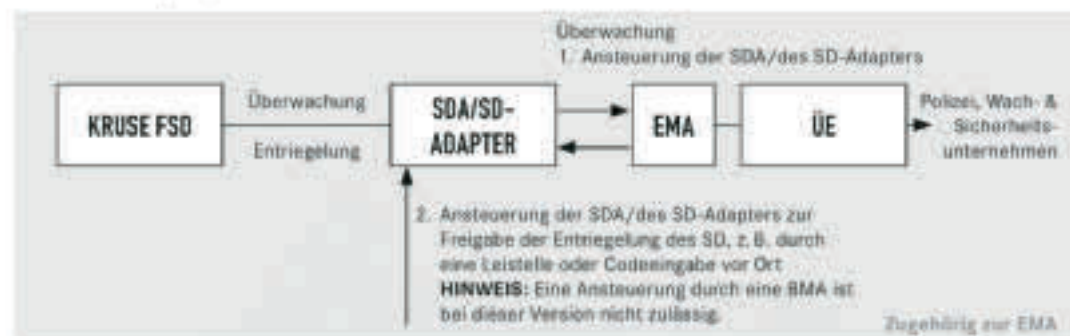 Überwachung
1. Ansteuerung der SDA/des SD-Adapters
KRUSE FSD
Überwachung
Entriegelung
SDA/SD-
ADAPTER
EMA
ÜE
Polizei, Wach- &
Sicherheits-
unternehmen
2. Ansteuerung der SDA/des SD-Adapters zur
Freigabe der Entriegelung des SD, z. B. durch
eine Leistelle oder Codeeingabe vor Ort
HINWEIS: Eine Ansteuerung durch eine BMA ist
bei dieser Version nicht zulässig.
Zugehörig zur EMA